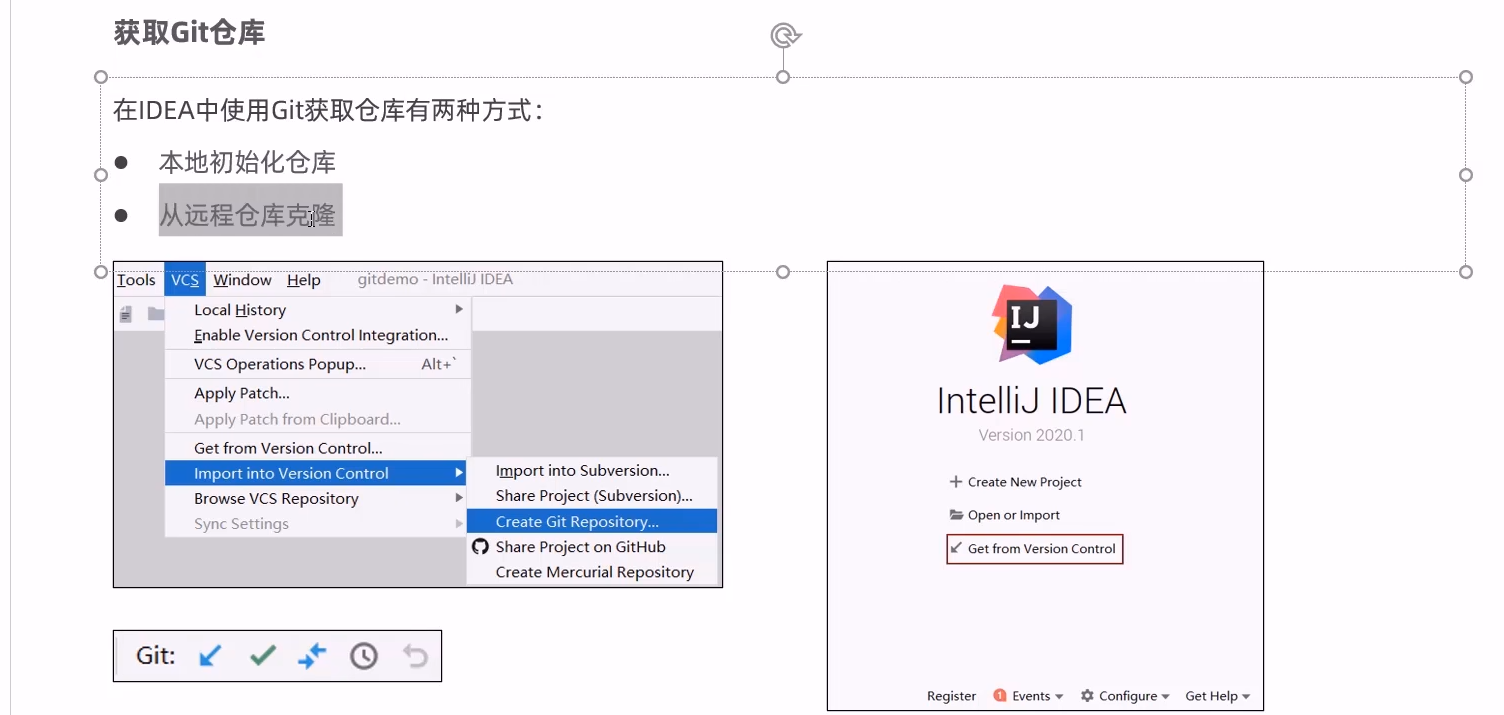 获取Git仓库
在IDEA中使用Git获取仓库有两种方式：
● 本地初始化仓库
● 从远程仓库克隆
Tools VCS Window Help gitdemo - IntelliJ IDEA
Local History
Enable Version Control Integration...
VCS Operations Popup... Alt+`
Apply Patch...
Apply Patch from Clipboard...
Get from Version Control...
Import into Version Control
Browse VCS Repository
Sync Settings
Import into Subversion...
Share Project (Subversion)...
Create Git Repository...
Share Project on GitHub
Create Mercurial Repository
Git:
IJ
IntelliJ IDEA
Version 2020.1
Create New Project
Open or Import
Get from Version Control
Register 1 Events Configure Get Help